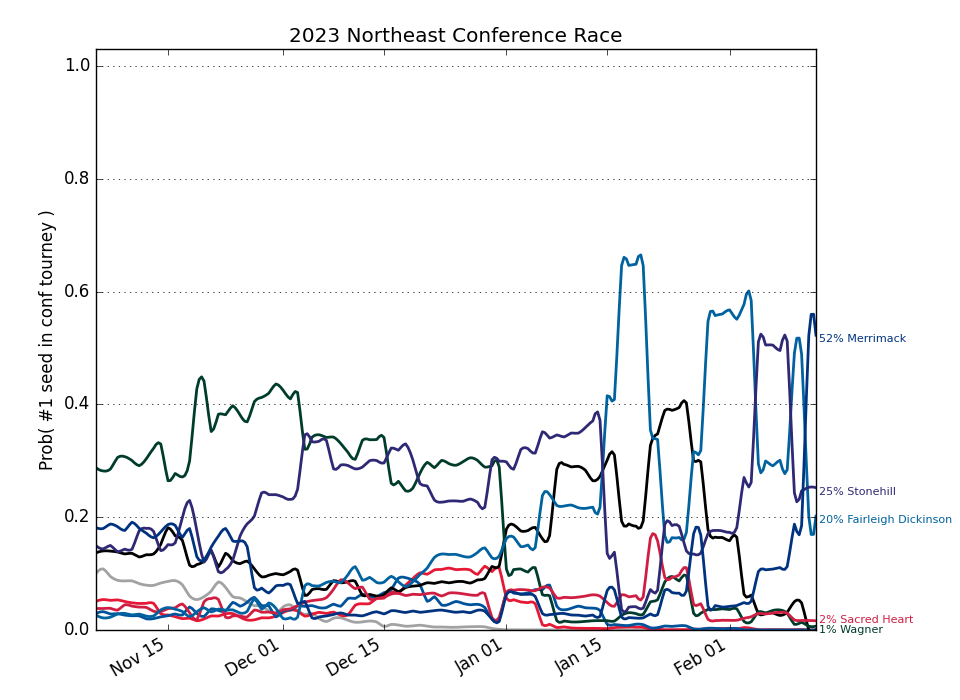 2023 Northeast Conference Race
Prob( #1 seed in conf tourney )
1.0
0.8
0.6
0.4
0.2
0.0
Nov 15
Dec 01
Dec 15
Jan 01
Jan 15
Feb 01
52% Merrimack
25% Stonehill
20% Fairleigh Dickinson
2% Sacred Heart
1% Wagner